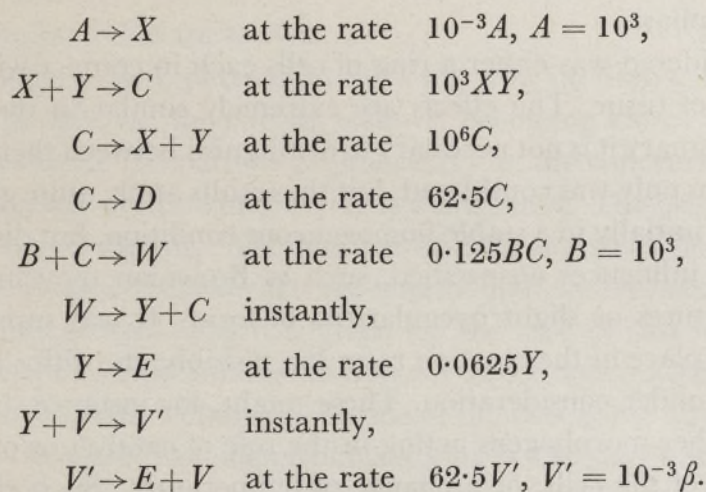 A → X at the rate 10⁻³A, A = 10³,
X + Y → C at the rate 10³XY,
C → X + Y at the rate 10⁶C,
C → D at the rate 62·5C,
B + C → W at the rate 0·125BC, B = 10³,
W → Y + C instantly,
Y → E at the rate 0·0625Y,
Y + V → V′ instantly,
V′ → E + V at the rate 62·5V′, V′ = 10⁻³β.